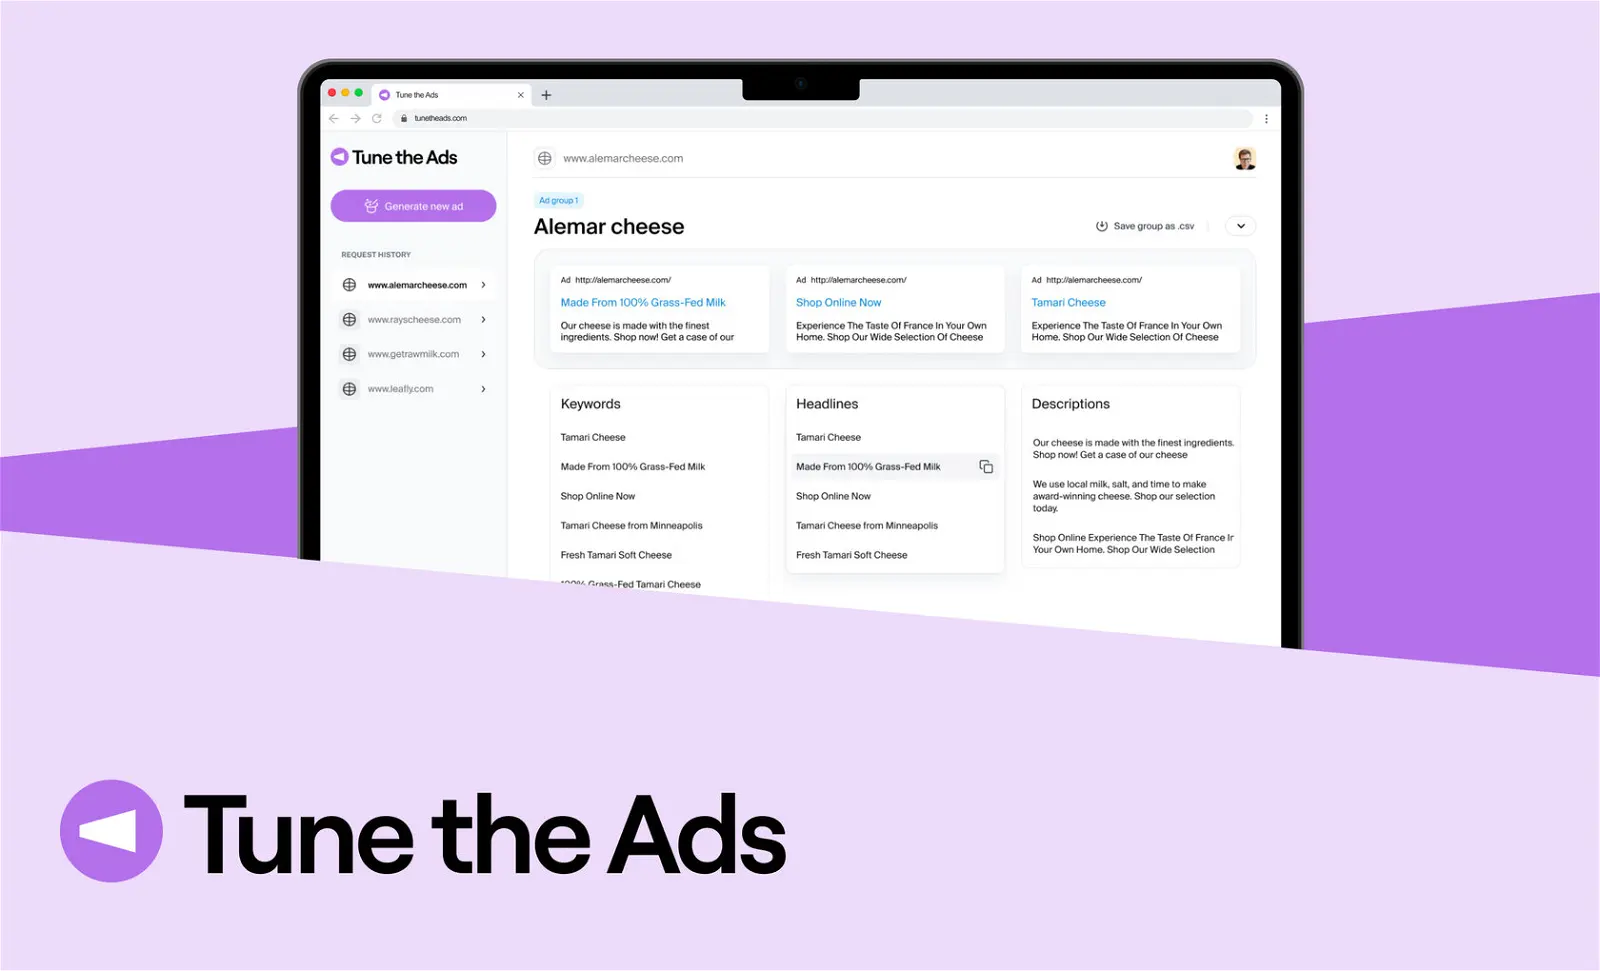 Tune the Ads
tunetheads.com
Tune the Ads
www.alemarcheese.com
Generate new ad
REQUEST HISTORY
www.alemarcheese.com
www.rayscheese.com
www.getrawmilk.com
www.leafly.com
Ad group 1
Alemar cheese
Save group as .csv
Ad http://alemarcheese.com/
Made From 100% Grass-Fed Milk
Our cheese is made with the finest
ingredients. Shop now! Get a case of our
Ad http://alemarcheese.com/
Shop Online Now
Experience The Taste Of France In Your Own
Home. Shop Our Wide Selection Of Cheese
Ad http://alemarcheese.com/
Tamari Cheese
Experience The Taste Of France In Your Own
Home. Shop Our Wide Selection Of Cheese
Keywords
Tamari Cheese
Made From 100% Grass-Fed Milk
Shop Online Now
Tamari Cheese from Minneapolis
Fresh Tamari Soft Cheese
100% Grass-Fed Tamari Cheese
Headlines
Tamari Cheese
Made From 100% Grass-Fed Milk
Shop Online Now
Tamari Cheese from Minneapolis
Fresh Tamari Soft Cheese
Descriptions
Our cheese is made with the finest ingredients.
Shop now! Get a case of our cheese
We use local milk, salt, and time to make
award-winning cheese. Shop our selection
today.
Shop Online Experience The Taste Of France In
Your Own Home. Shop Our Wide Selection
Tune the Ads